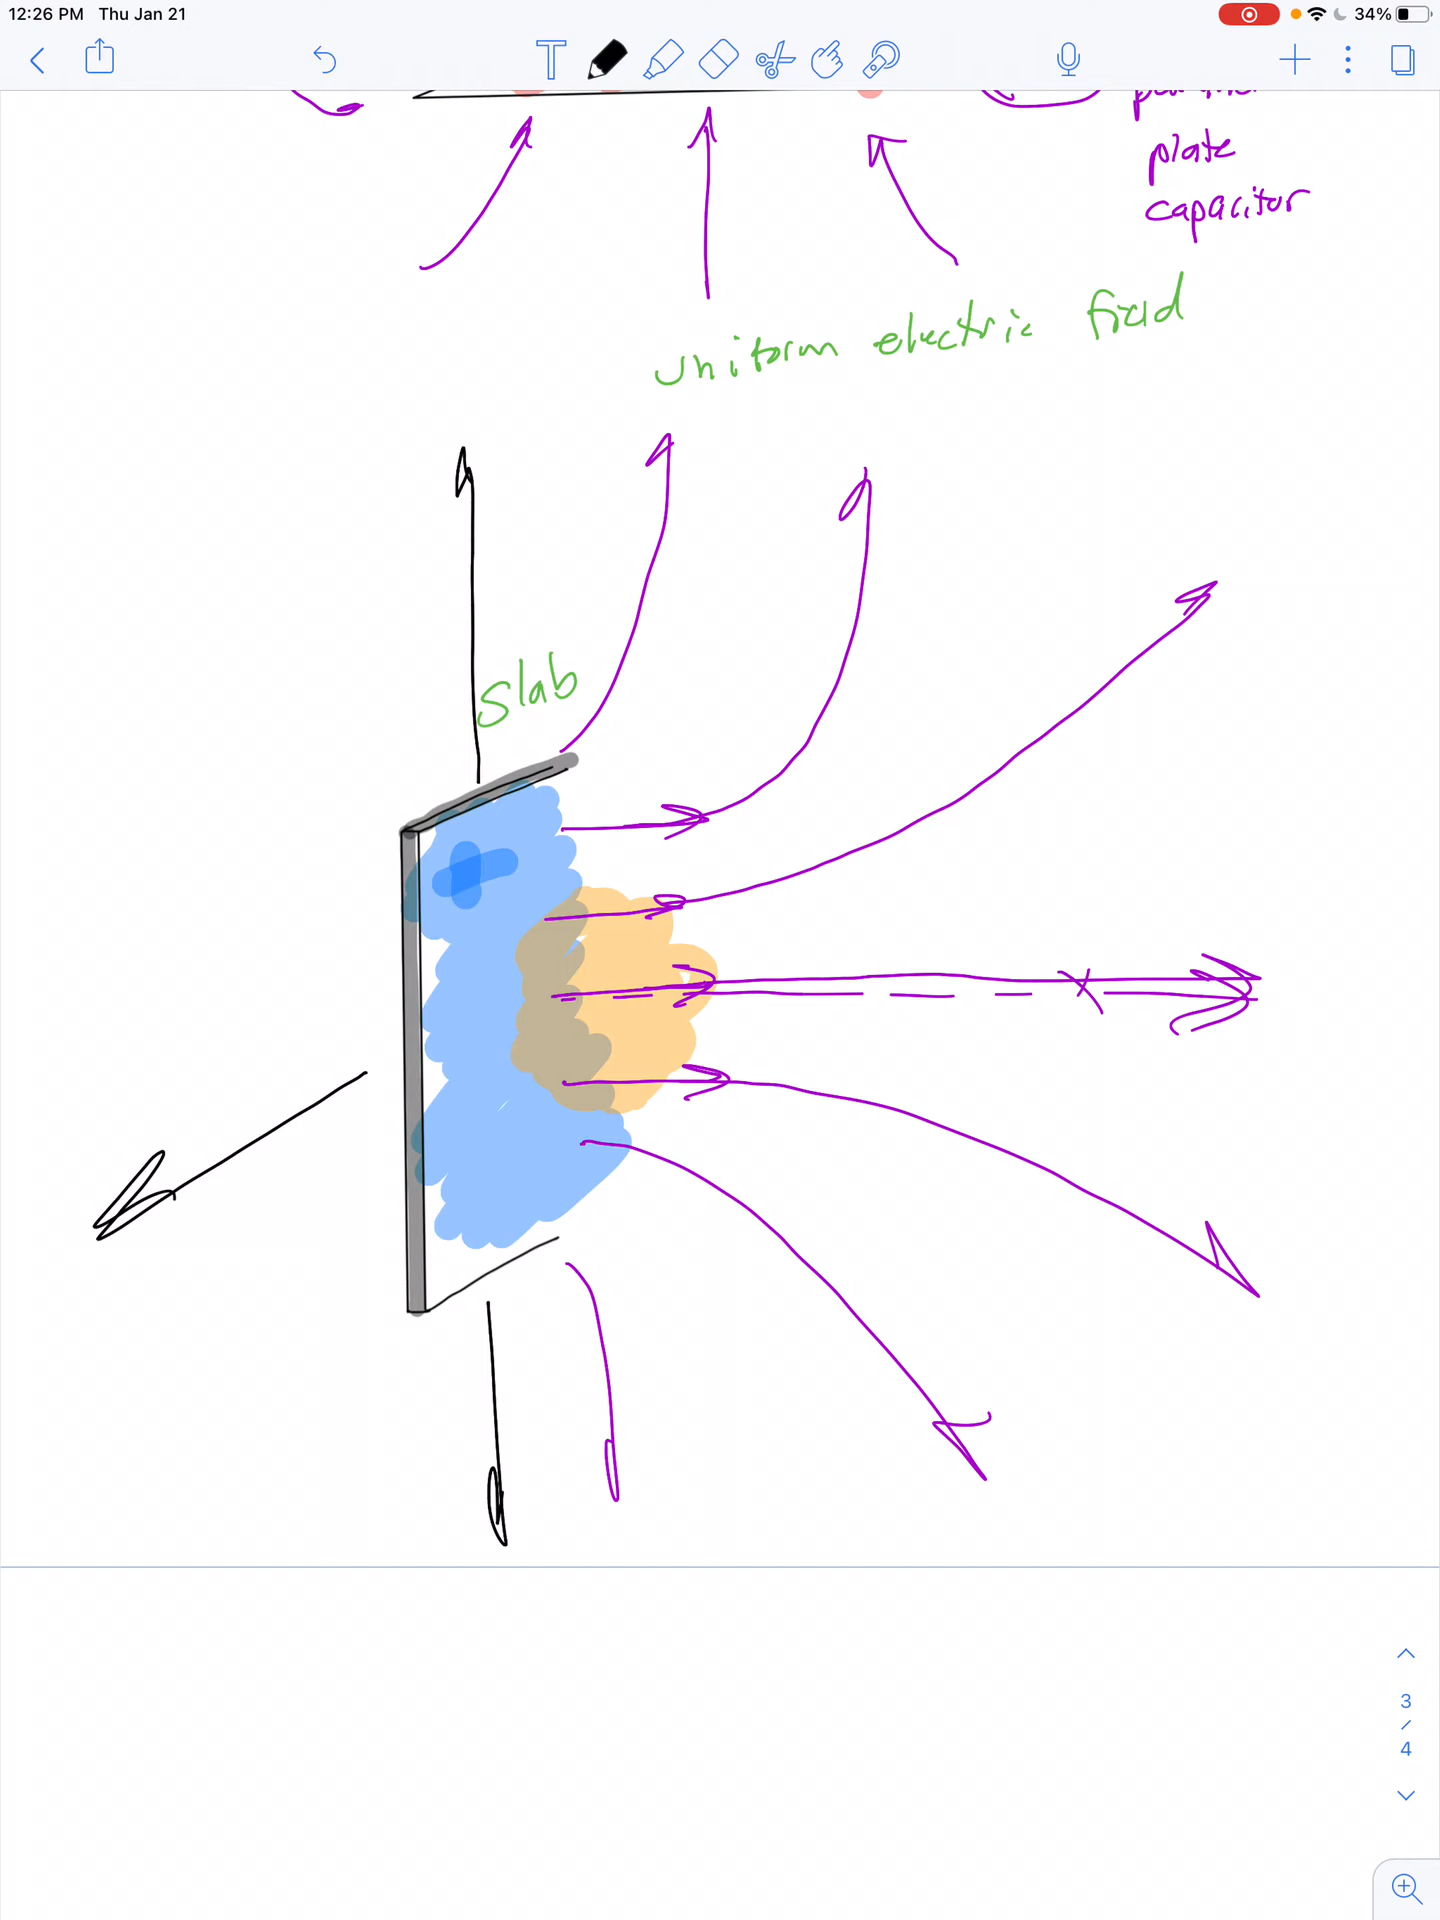 12:26 PM Thu Jan 21
34%
T
plate
capacitor
uniform electric field
slab
+
3
/
4